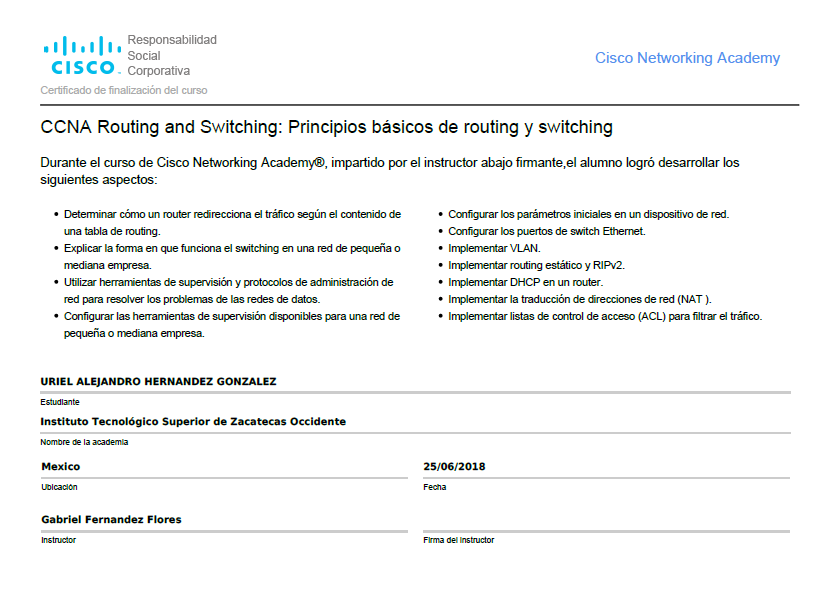 Responsabilidad
Social
CISCO Corporativa
Cisco Networking Academy
Certificado de finalización del curso
CCNA Routing and Switching: Principios básicos de routing y switching
Durante el curso de Cisco Networking Academy®, impartido por el instructor abajo firmante,el alumno logró desarrollar los
siguientes aspectos:
• Determinar cómo un router redirecciona el tráfico según el contenido de
una tabla de routing.
• Explicar la forma en que funciona el switching en una red de pequeña o
mediana empresa.
• Utilizar herramientas de supervisión y protocolos de administración de
red para resolver los problemas de las redes de datos.
• Configurar las herramientas de supervisión disponibles para una red de
pequeña o mediana empresa.
• Configurar los parámetros iniciales en un dispositivo de red.
• Configurar los puertos de switch Ethernet.
• Implementar VLAN.
• Implementar routing estático y RIPv2.
• Implementar DHCP en un router.
• Implementar la traducción de direcciones de red (NAT ).
• Implementar listas de control de acceso (ACL) para filtrar el tráfico.
URIEL ALEJANDRO HERNANDEZ GONZALEZ
Estudiante
Instituto Tecnológico Superior de Zacatecas Occidente
Nombre de la academia
Mexico
Ubicación
25/06/2018
Fecha
Gabriel Fernandez Flores
Instructor
Firma del instructor